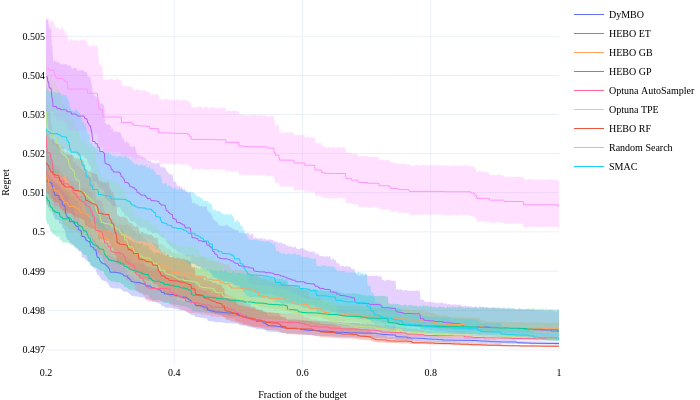 0.505
0.504
0.503
0.502
0.501
0.5
0.499
0.498
0.497
Regret
0.2
0.4
0.6
0.8
1
Fraction of the budget
DyMBO
HEBO ET
HEBO GB
HEBO GP
Optuna AutoSampler
Optuna TPE
HEBO RF
Random Search
SMAC